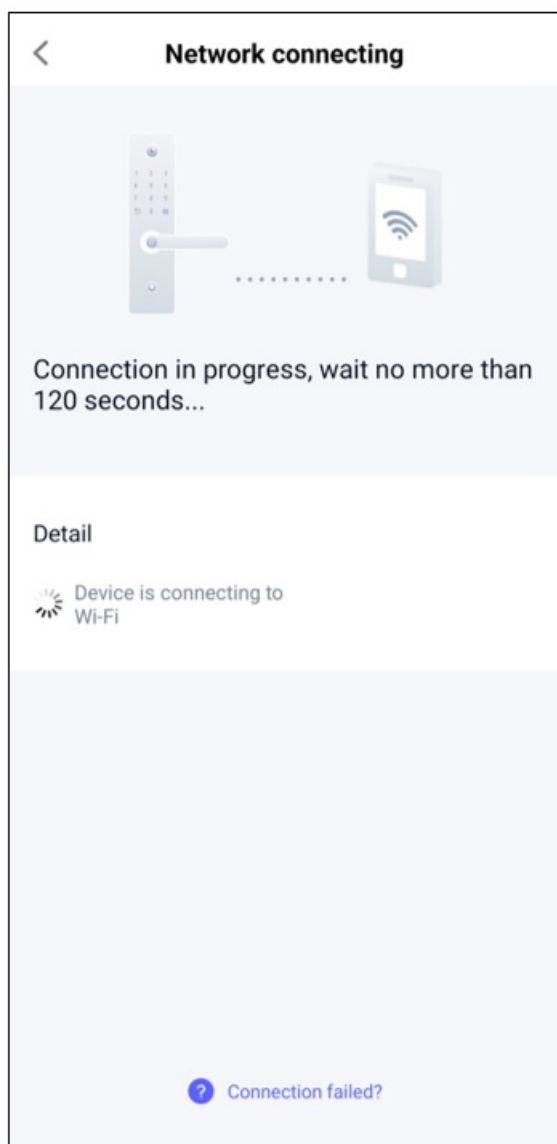 Network connecting
Connection in progress, wait no more than
120 seconds...
Detail
Device is connecting to
Wi-Fi
? Connection failed?